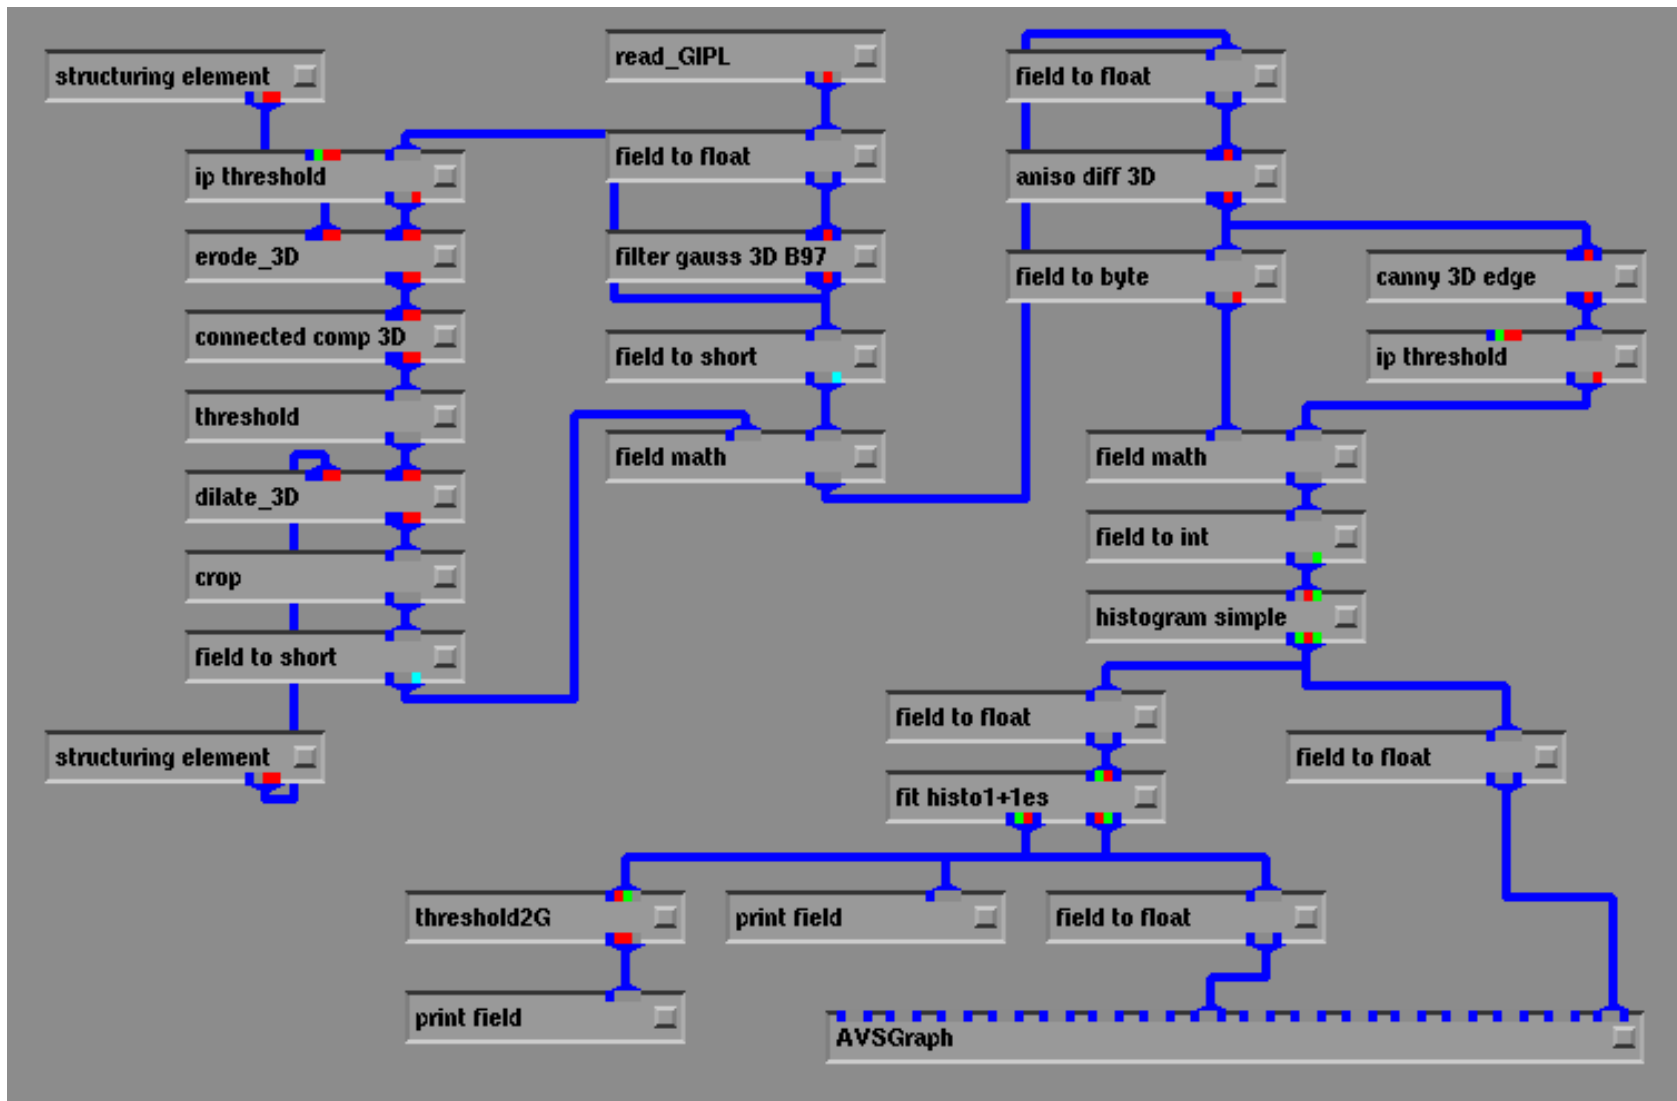 structuring element
ip threshold
erode_3D
connected comp 3D
threshold
dilate_3D
crop
field to short
structuring element
read_GIPL
field to float
filter gauss 3D B97
field to short
field math
field to float
aniso diff 3D
field to byte
canny 3D edge
ip threshold
field math
field to int
histogram simple
field to float
fit histo1+1es
field to float
threshold2G
print field
field to float
print field
AVSGraph